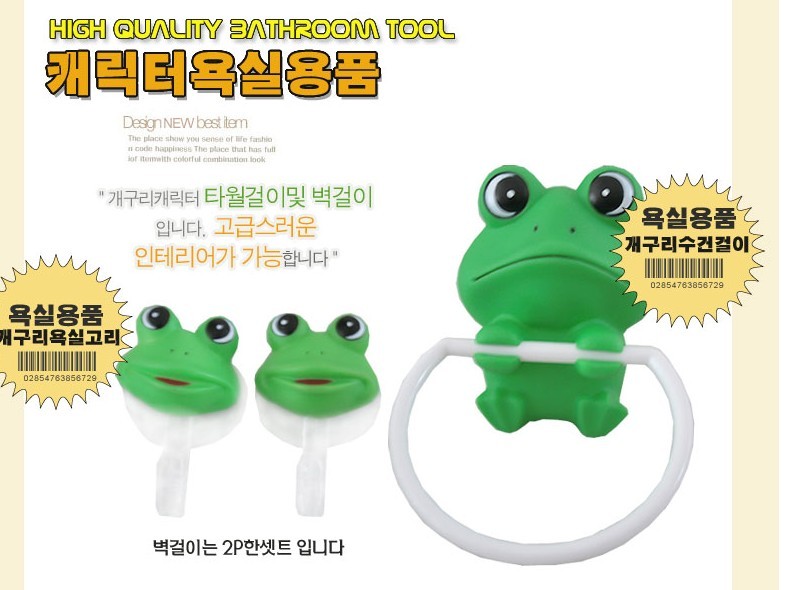 HIGH QUALITY BATHROOM TOOL
캐릭터욕실용품
Design NEW best item
The place show you sense of life fashio
n code happiness The place that has full
lof itemwith colorful combination look
" 개구리캐릭터 타월걸이및 벽걸이
입니다. 고급스러운
인테리어가 가능합니다 "
욕실용품
개구리수건걸이
02854763856729
욕실용품
개구리욕실고리
02854763856729
벽걸이는 2P한셋트 입니다